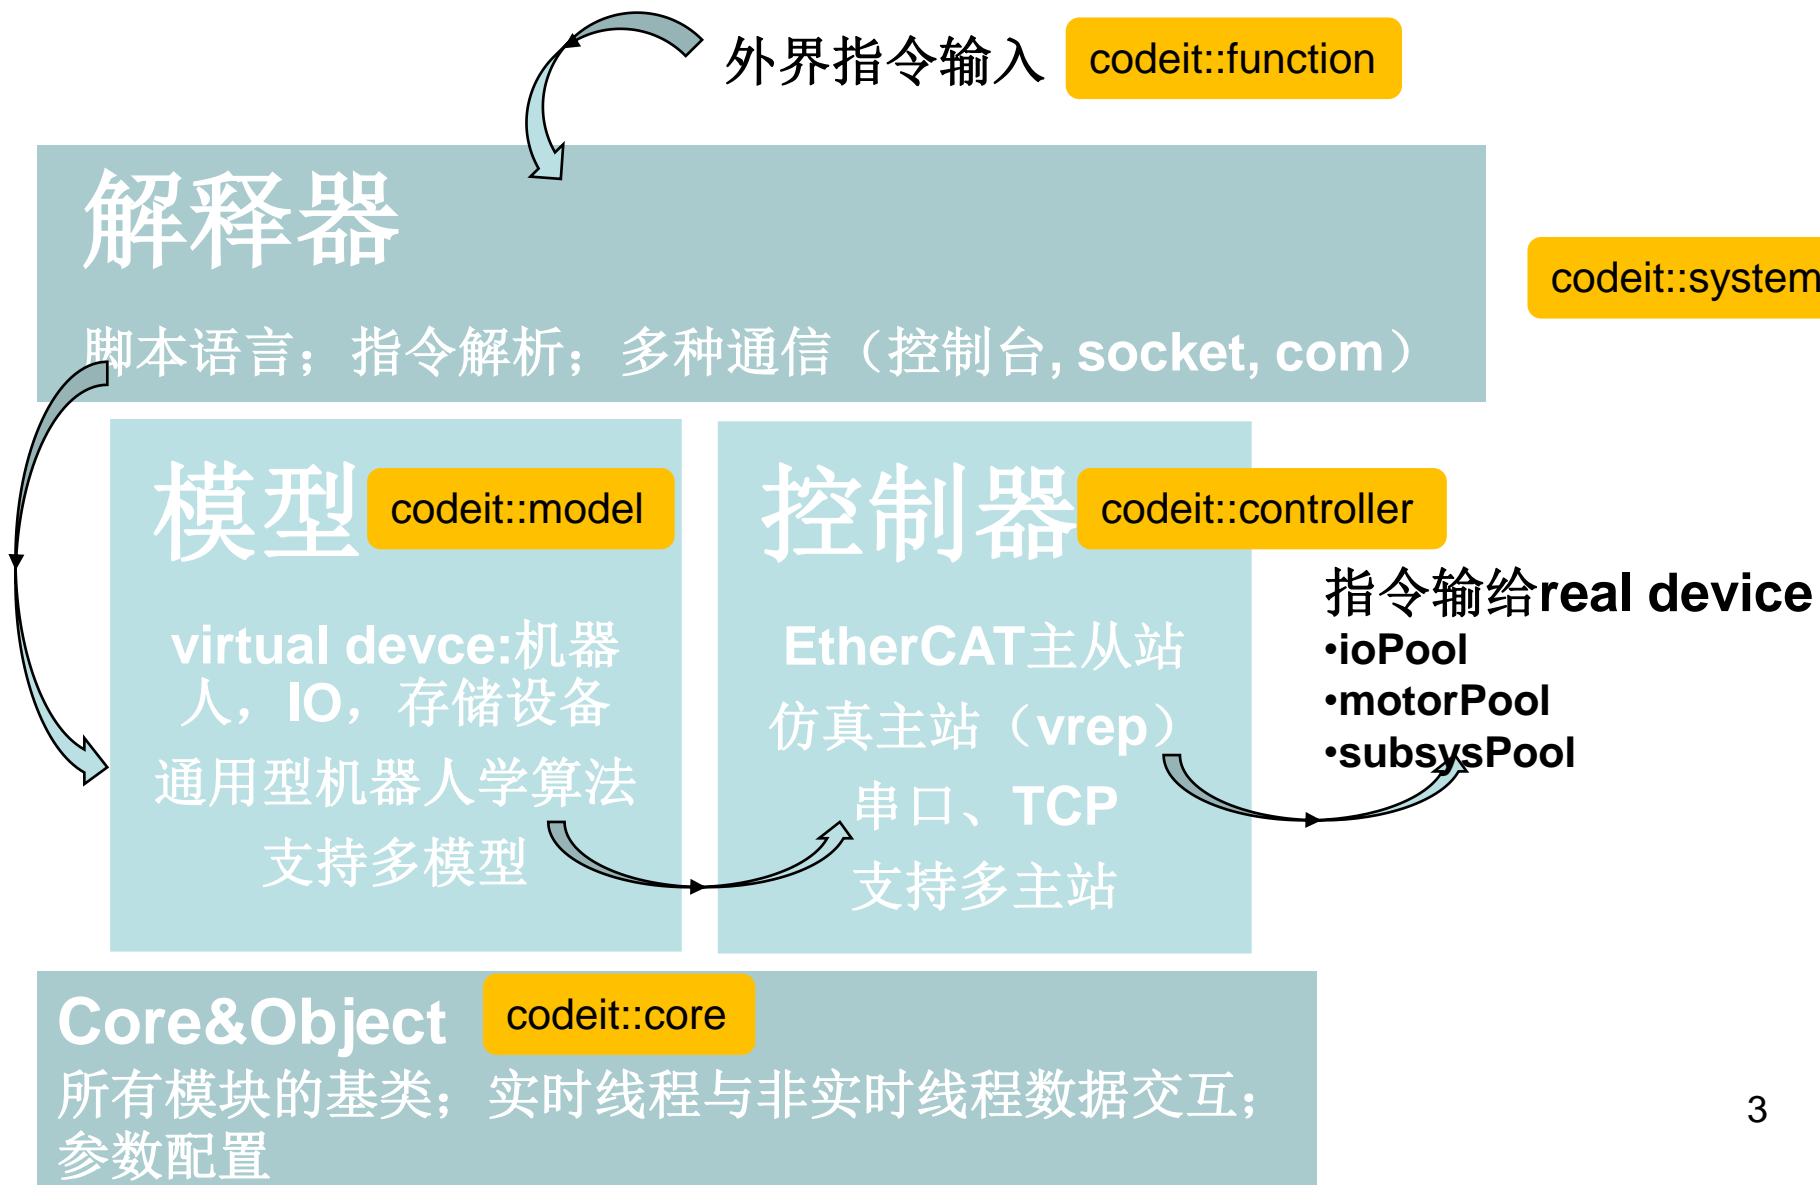 外界指令输入
codeit::function
解释器
codeit::system
脚本语言；指令解析；多种通信（控制台, socket, com）
模型
codeit::model
virtual devce:机器
人，IO，存储设备
通用型机器人学算法
支持多模型
控制器
codeit::controller
EtherCAT主从站
仿真主站（vrep）
串口、TCP
支持多主站
指令输给real device
•ioPool
•motorPool
•subsysPool
Core&Object
codeit::core
所有模块的基类；实时线程与非实时线程数据交互；
参数配置
3